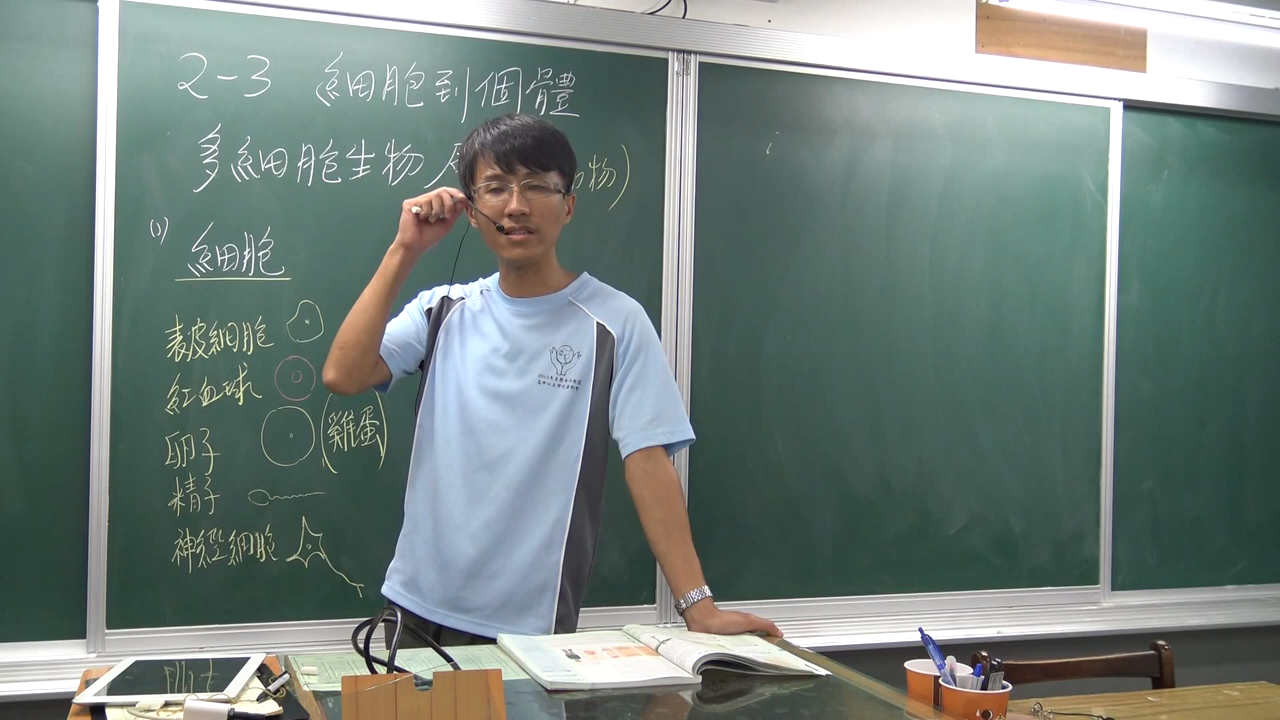 2-3 細胞到個體
多細胞生物 物)
(1) 細胞
表皮細胞
紅血球
卵子 (雞蛋)
精子
神經細胞